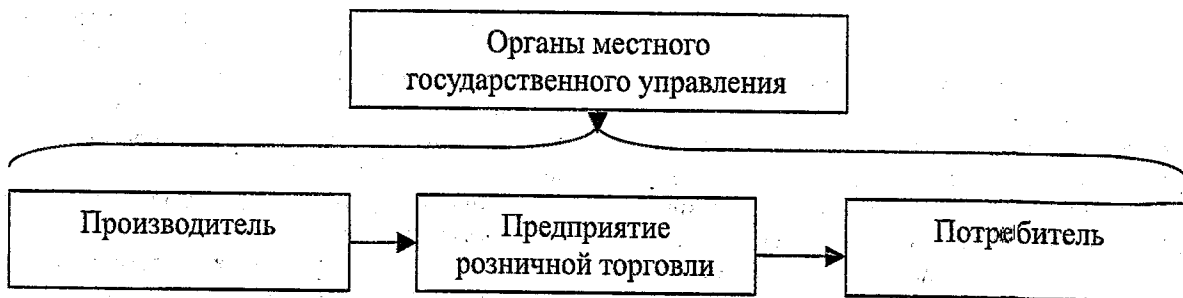 Органы местного
государственного управления
Производитель
Предприятие
розничной торговли
Потребитель